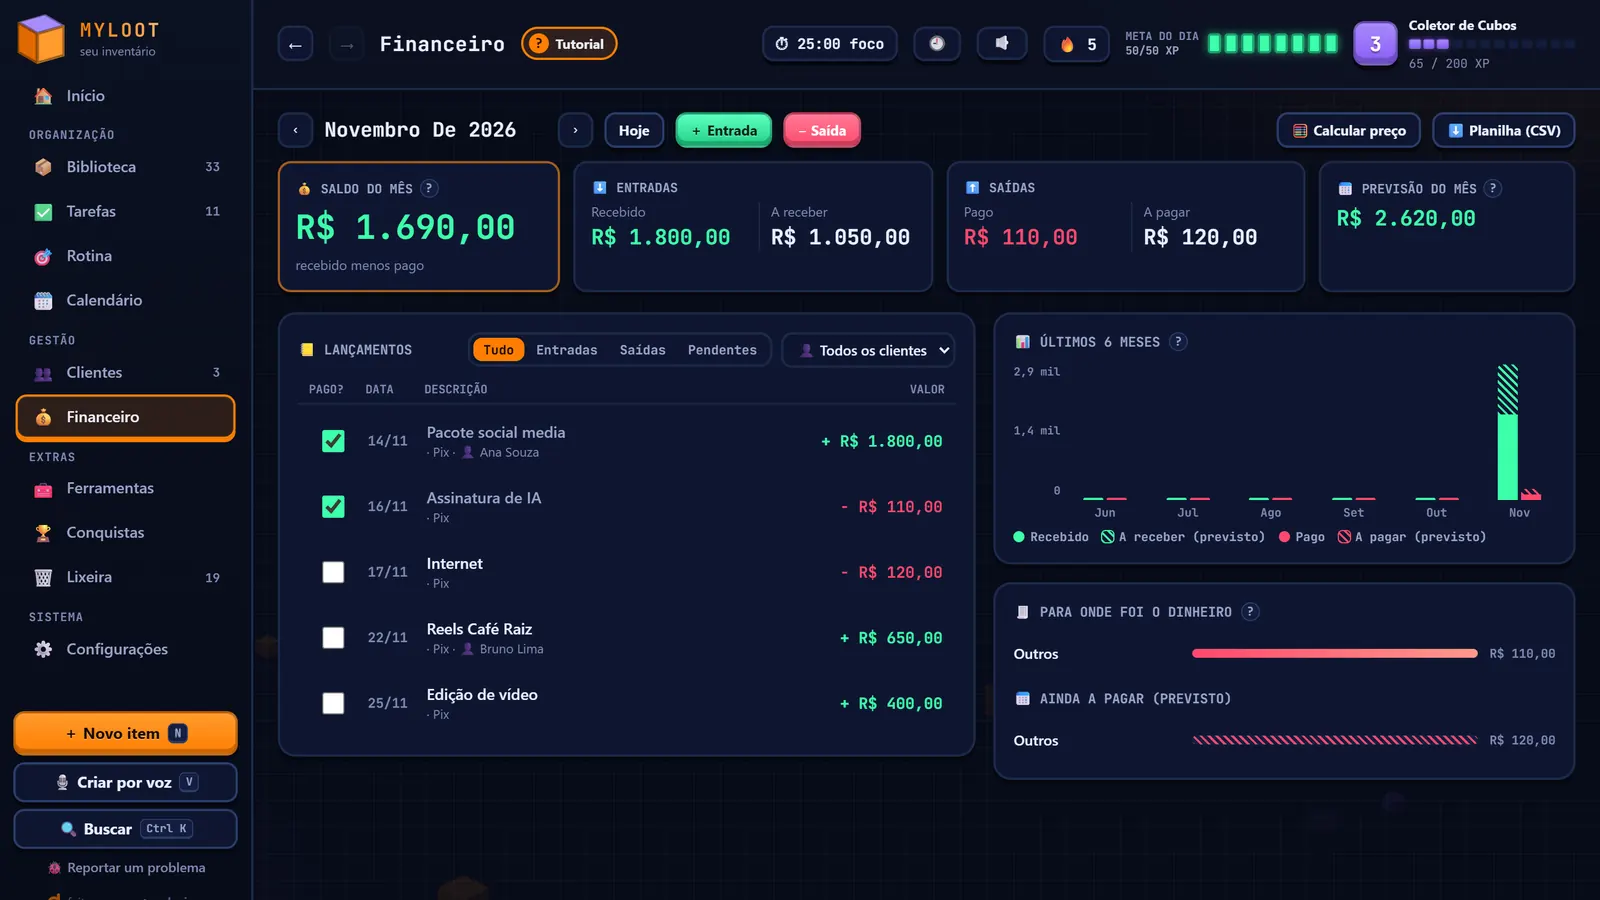 MYLOOT
seu inventário
Início
ORGANIZAÇÃO
Biblioteca 33
Tarefas 11
Rotina
Calendário
GESTÃO
Clientes 3
Financeiro
EXTRAS
Ferramentas
Conquistas
Lixeira 19
SISTEMA
Configurações
+ Novo item N
Criar por voz V
Buscar Ctrl K
Reportar um problema
← → Financeiro ? Tutorial
25:00 foco
5
META DO DIA
50/50 XP
3
Coletor de Cubos
65 / 200 XP
‹ Novembro De 2026 › Hoje + Entrada – Saída
Calcular preço
Planilha (CSV)
SALDO DO MÊS ?
R$ 1.690,00
recebido menos pago
ENTRADAS
Recebido
R$ 1.800,00
A receber
R$ 1.050,00
SAÍDAS
Pago
R$ 110,00
A pagar
R$ 120,00
PREVISÃO DO MÊS ?
R$ 2.620,00
LANÇAMENTOS
Tudo Entradas Saídas Pendentes
Todos os clientes
PAGO? DATA DESCRIÇÃO VALOR
14/11 Pacote social media + R$ 1.800,00
· Pix · Ana Souza
16/11 Assinatura de IA - R$ 110,00
· Pix
17/11 Internet - R$ 120,00
· Pix
22/11 Reels Café Raiz + R$ 650,00
· Pix · Bruno Lima
25/11 Edição de vídeo + R$ 400,00
· Pix
ÚLTIMOS 6 MESES ?
2,9 mil
1,4 mil
0
Jun Jul Ago Set Out Nov
Recebido A receber (previsto) Pago A pagar (previsto)
PARA ONDE FOI O DINHEIRO ?
Outros R$ 110,00
AINDA A PAGAR (PREVISTO)
Outros R$ 120,00